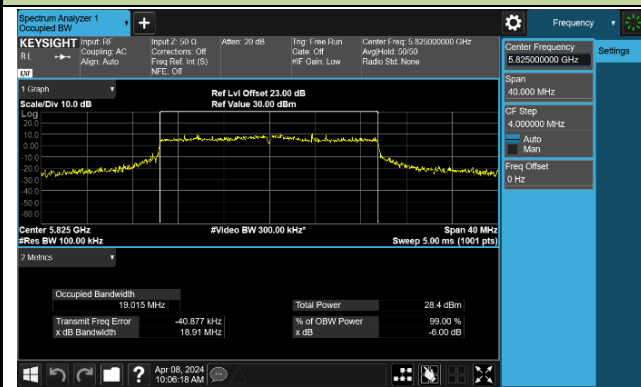 Spectrum Analyzer 1
Occupied BW
+
Frequency
KEYSIGHT
R L
Input: RF
Coupling: AC
Align: Auto
Input Z: 50 Ω
Corrections: Off
Freq Ref: Int (S)
NFE: Off
Atten: 20 dB
Trig: Free Run
Gate: Off
#IF Gain: Low
Center Freq: 5.825000000 GHz
Avg|Hold: 50/50
Radio Std: None
Center Frequency
5.825000000 GHz
Settings
Span
40.000 MHz
CF Step
4.000000 MHz
Auto
Man
Freq Offset
0 Hz
1 Graph
Scale/Div 10.0 dB
Ref Lvl Offset 23.00 dB
Ref Value 30.00 dBm
Log
20.0
10.0
0.00
-10.0
-20.0
-30.0
-40.0
-50.0
-60.0
Center 5.825 GHz
#Res BW 100.00 kHz
#Video BW 300.00 kHz*
Span 40 MHz
Sweep 5.00 ms (1001 pts)
2 Metrics
Occupied Bandwidth
19.015 MHz
Total Power 28.4 dBm
Transmit Freq Error -40.877 kHz
% of OBW Power 99.00 %
x dB Bandwidth 18.91 MHz
x dB -6.00 dB
?
Apr 08, 2024
10:06:18 AM